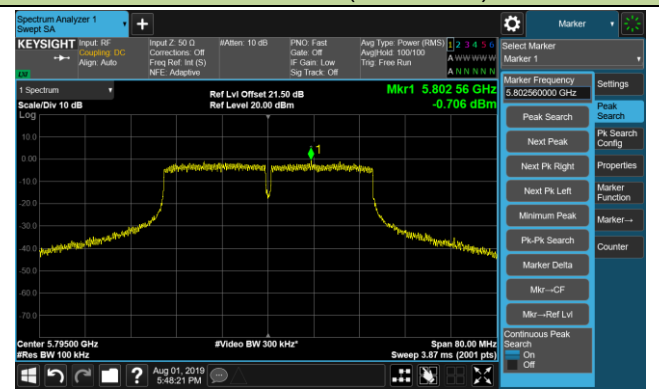 Spectrum Analyzer 1
Swept SA
Marker
KEYSIGHT
Input: RF
Coupling: DC
Align: Auto
Input Z: 50 Ω
Corrections: Off
Freq Ref: Int (S)
NFE: Adaptive
#Atten: 10 dB
PNO: Fast
Gate: Off
IF Gain: Low
Sig Track: Off
Avg Type: Power (RMS)
Avg|Hold: 100/100
Trig: Free Run
1 2 3 4 5 6
A W W W W W
A N N N N N
Select Marker
Marker 1
1 Spectrum
Scale/Div 10 dB
Log
Ref Lvl Offset 21.50 dB
Ref Level 20.00 dBm
Mkr1 5.802 56 GHz
-0.706 dBm
10.0
0.00
-10.0
-20.0
-30.0
-40.0
-50.0
-60.0
-70.0
1
Center 5.79500 GHz
#Res BW 100 kHz
#Video BW 300 kHz*
Span 80.00 MHz
Sweep 3.87 ms (2001 pts)
Marker Frequency
5.802560000 GHz
Peak Search
Next Peak
Next Pk Right
Next Pk Left
Minimum Peak
Pk-Pk Search
Marker Delta
Mkr→CF
Mkr→Ref Lvl
Continuous Peak
Search
On
Off
Settings
Peak
Search
Pk Search
Config
Properties
Marker
Function
Marker→
Counter
?
Aug 01, 2019
5:48:21 PM